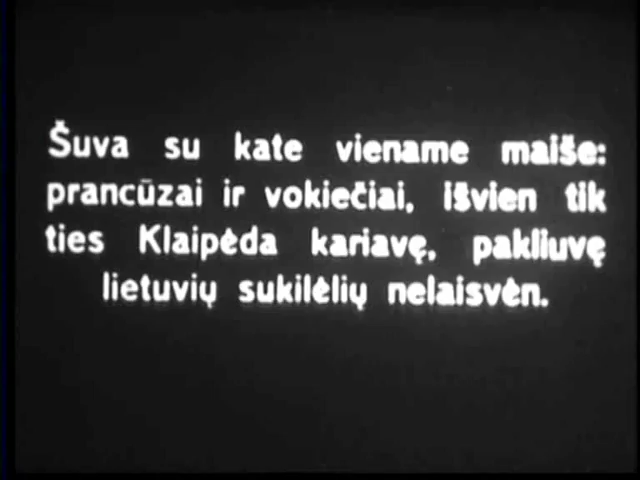 Šuva su kate viename maiše:
prancūzai ir vokiečiai, išvien tik
ties Klaipėda kariavę, pakliuvę
lietuvių sukilėlių nelaisvėn.